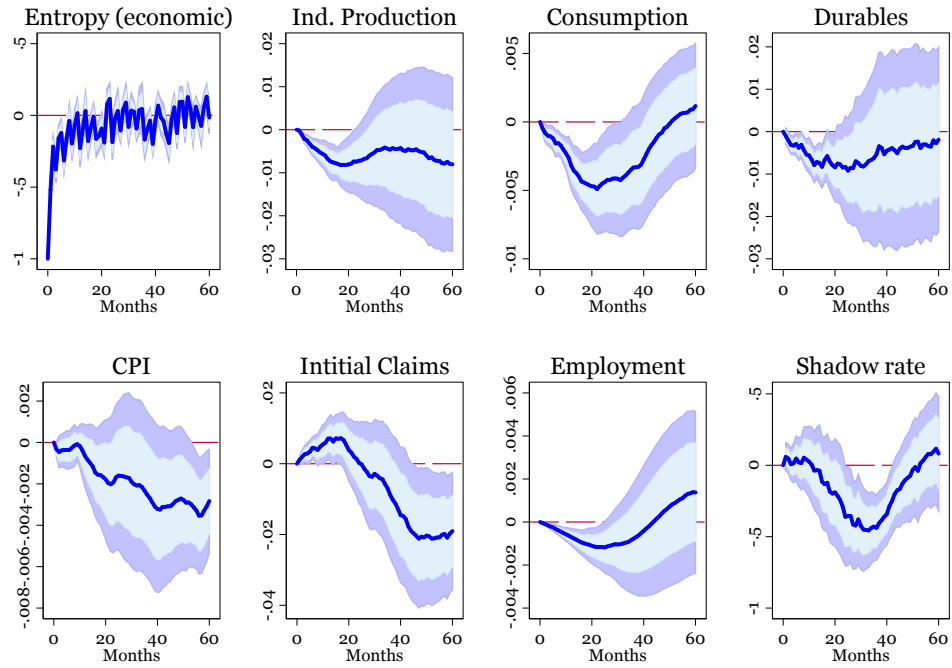 Entropy (economic)
Ind. Production
Consumption
Durables
.5
0
-.5
-1
.02
.01
0
-.01
-.02
-.03
.005
0
-.005
-.01
.02
.01
0
-.01
-.02
-.03
0 20 40 60
0 20 40 60
0 20 40 60
0 20 40 60
Months
Months
Months
Months
CPI
Intitial Claims
Employment
Shadow rate
.002
0
-.002
-.004
-.006
-.008
.02
0
-.02
-.04
.006
.004
.002
0
-.002
-.004
.5
0
-.5
-1
0 20 40 60
0 20 40 60
0 20 40 60
0 20 40 60
Months
Months
Months
Months